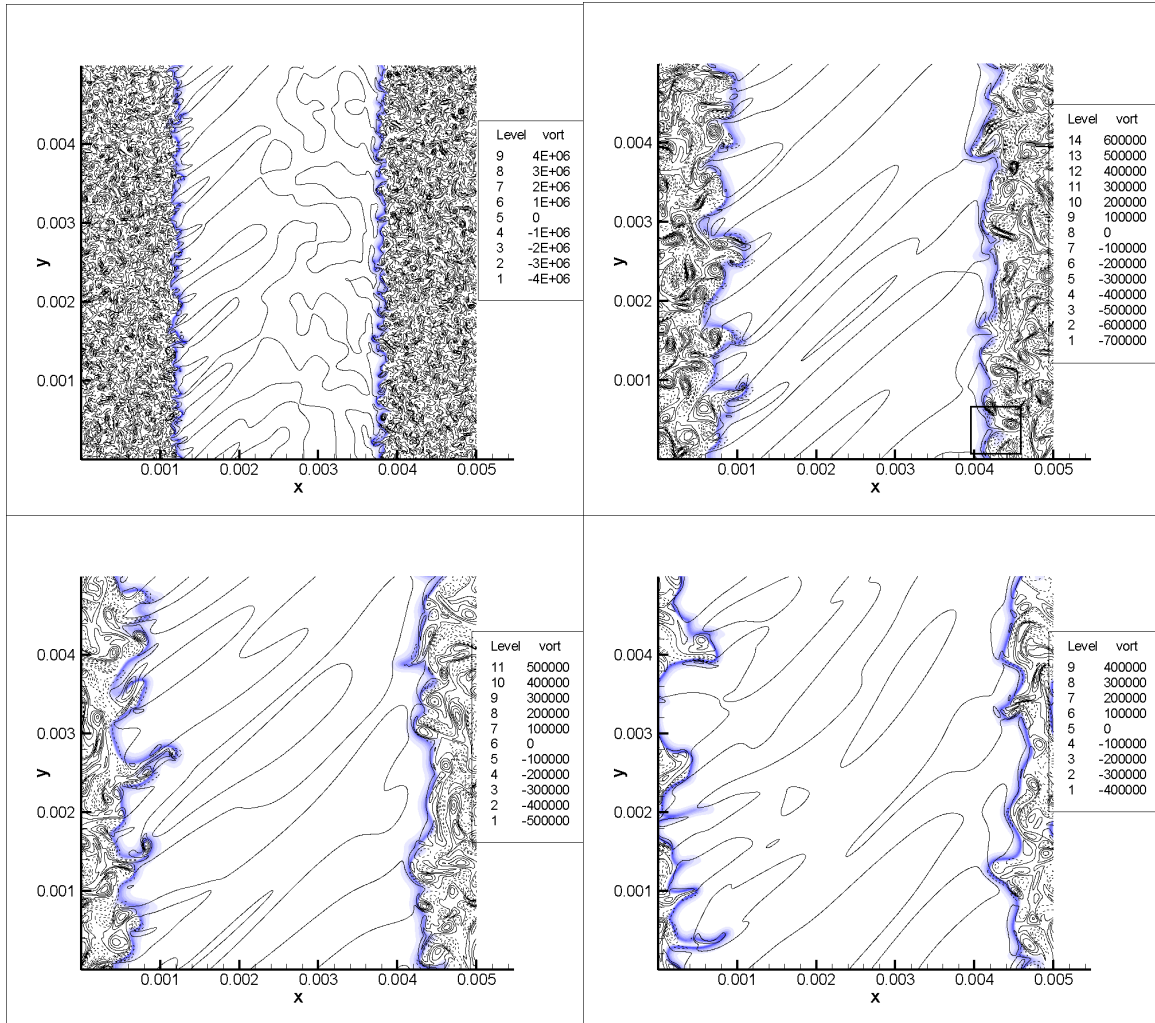 Level vort
9 4E+06
8 3E+06
7 2E+06
6 1E+06
5 0
4 -1E+06
3 -2E+06
2 -3E+06
1 -4E+06
y
0.004
0.003
0.002
0.001
0.001 0.002 0.003 0.004 0.005
x
Level vort
14 600000
13 500000
12 400000
11 300000
10 200000
9 100000
8 0
7 -100000
6 -200000
5 -300000
4 -400000
3 -500000
2 -600000
1 -700000
y
0.004
0.003
0.002
0.001
0.001 0.002 0.003 0.004 0.005
x
Level vort
11 500000
10 400000
9 300000
8 200000
7 100000
6 0
5 -100000
4 -200000
3 -300000
2 -400000
1 -500000
y
0.004
0.003
0.002
0.001
0.001 0.002 0.003 0.004 0.005
x
Level vort
9 400000
8 300000
7 200000
6 100000
5 0
4 -100000
3 -200000
2 -300000
1 -400000
y
0.004
0.003
0.002
0.001
0.001 0.002 0.003 0.004 0.005
x